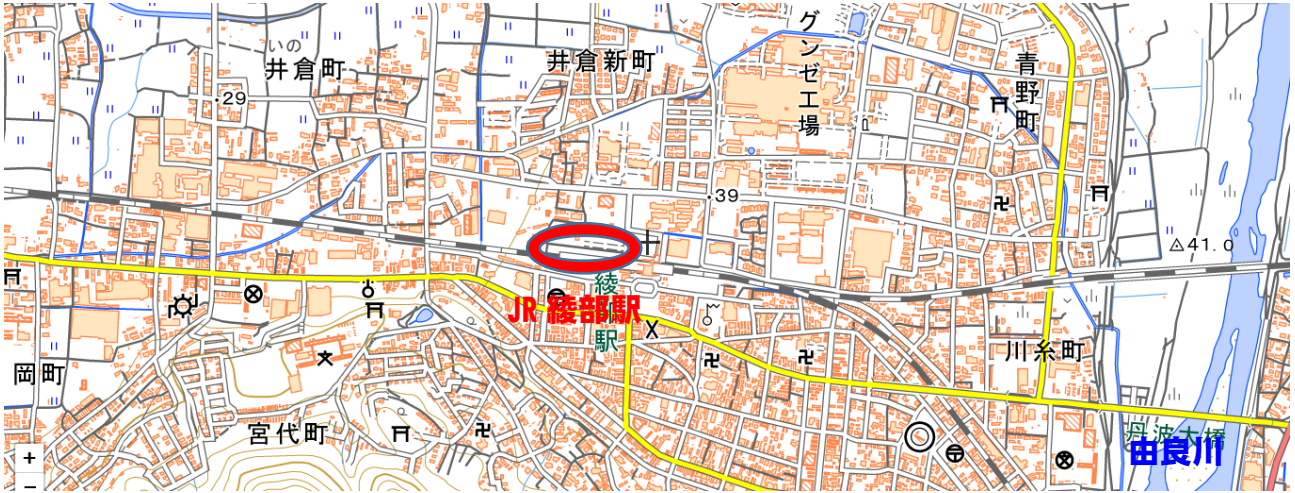 グンゼ工場
いの
井倉町
井倉新町
青野町
29
39
41.0
綾部駅
JR 綾部駅
岡町
宮代町
川糸町
丹波大橋
由良川
+
−